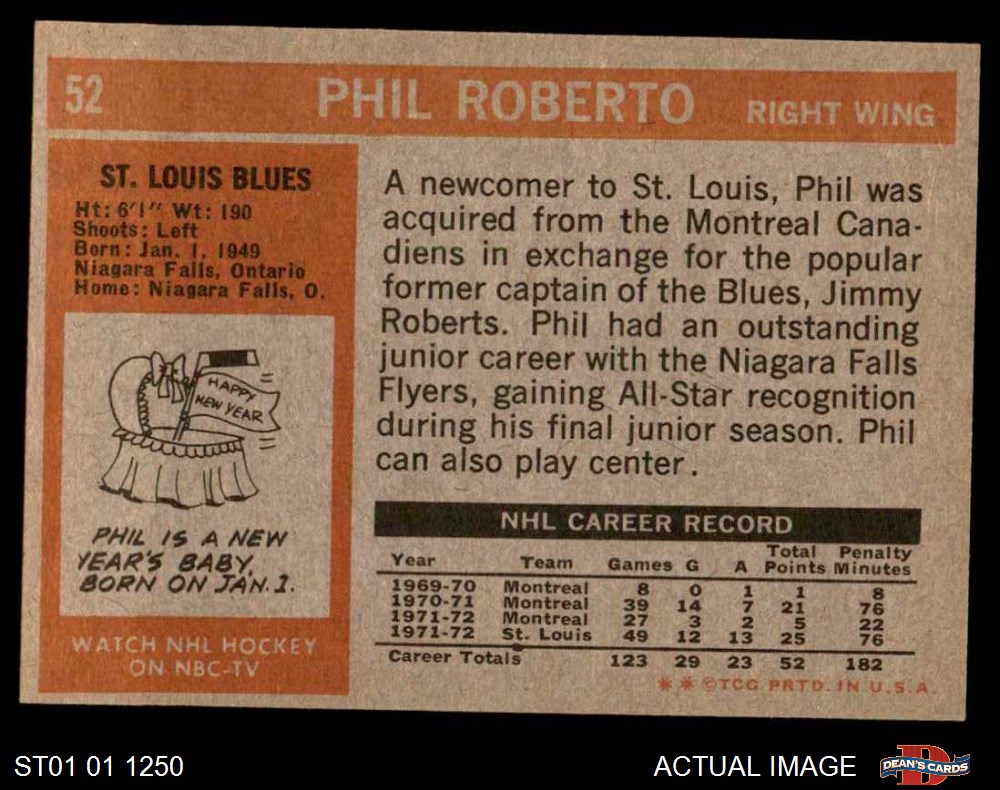 52 PHIL ROBERTO RIGHT WING
ST. LOUIS BLUES
Ht: 6'1" Wt: 190
Shoots: Left
Born: Jan. 1, 1949
Niagara Falls, Ontario
Home: Niagara Falls, O.
HAPPY
NEW YEAR
PHIL IS A NEW
YEAR'S BABY,
BORN ON JAN. 1.
WATCH NHL HOCKEY
ON NBC-TV
A newcomer to St. Louis, Phil was
acquired from the Montreal Cana-
diens in exchange for the popular
former captain of the Blues, Jimmy
Roberts. Phil had an outstanding
junior career with the Niagara Falls
Flyers, gaining All-Star recognition
during his final junior season. Phil
can also play center.
NHL CAREER RECORD
Total Penalty
Year Team Games G A Points Minutes
1969-70 Montreal 8 0 1 1 8
1970-71 Montreal 39 14 7 21 76
1971-72 Montreal 27 3 2 5 22
1971-72 St. Louis 49 12 13 25 76
Career Totals 123 29 23 52 182
* * ©TCG PRTD. IN U.S.A.
ST01 01 1250
ACTUAL IMAGE
D
DEAN'S CARDS